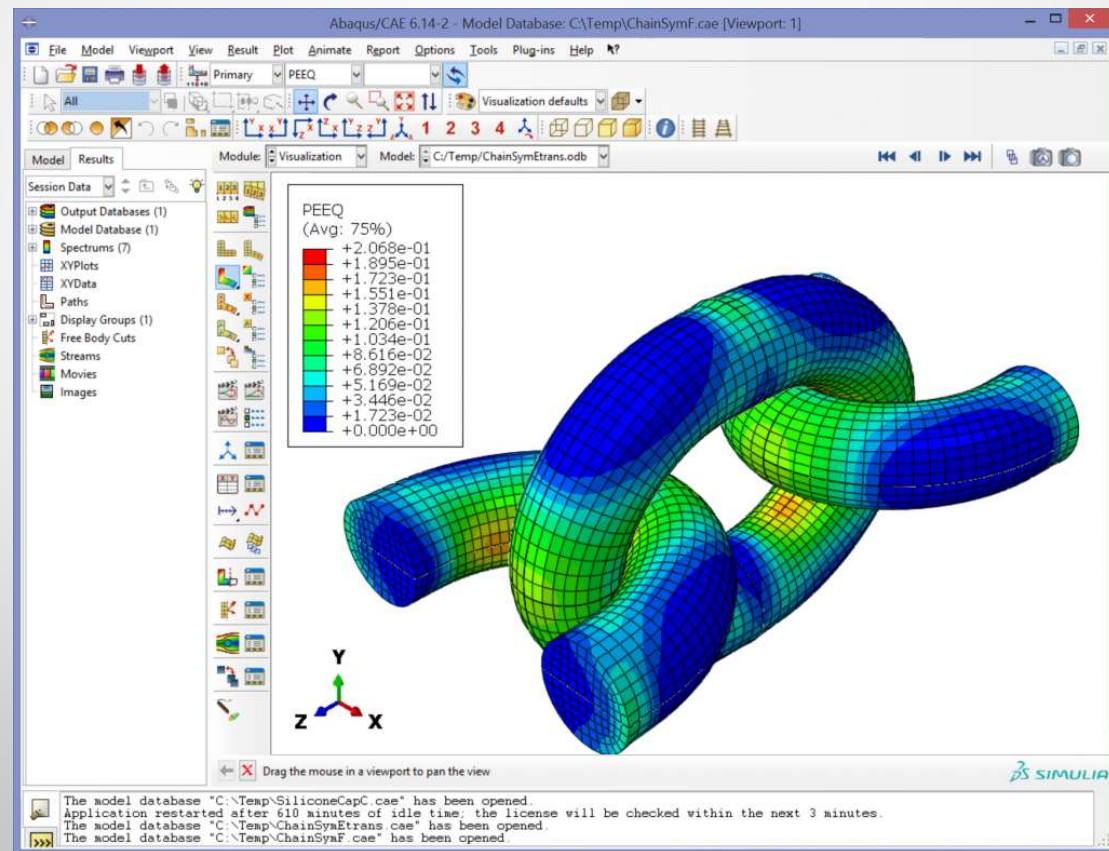 Abaqus/CAE 6.14-2 - Model Database: C:\Temp\ChainSymF.cae [Viewport: 1]
File Model Viewport View Result Plot Animate Report Options Tools Plug-ins Help
Primary PEEQ
All Visualization defaults
1 2 3 4
Model Results Module: Visualization Model: C:/Temp/ChainSymEtrans.odb
Session Data
Output Databases (1)
Model Database (1)
Spectrums (7)
XYPlots
XYData
Paths
Display Groups (1)
Free Body Cuts
Streams
Movies
Images
PEEQ
(Avg: 75%)
+2.068e-01
+1.895e-01
+1.723e-01
+1.551e-01
+1.378e-01
+1.206e-01
+1.034e-01
+8.616e-02
+6.892e-02
+5.169e-02
+3.446e-02
+1.723e-02
+0.000e+00
Y
Z X
Drag the mouse in a viewport to pan the view
SIMULIA
The model database "C:\Temp\SiliconeCapC.cae" has been opened.
Application restarted after 610 minutes of idle time; the license will be checked within the next 3 minutes.
The model database "C:\Temp\ChainSymEtrans.cae" has been opened.
The model database "C:\Temp\ChainSymF.cae" has been opened.
>>>